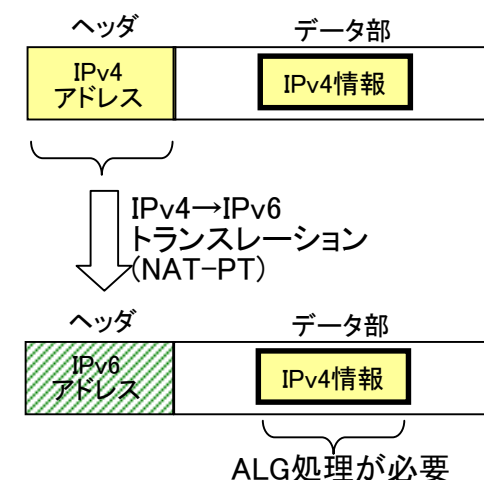 ヘッダ
データ部
IPv4
アドレス
IPv4情報
IPv4→IPv6
トランスレーション
(NAT-PT)
ヘッダ
データ部
IPv6
アドレス
IPv4情報
ALG処理が必要